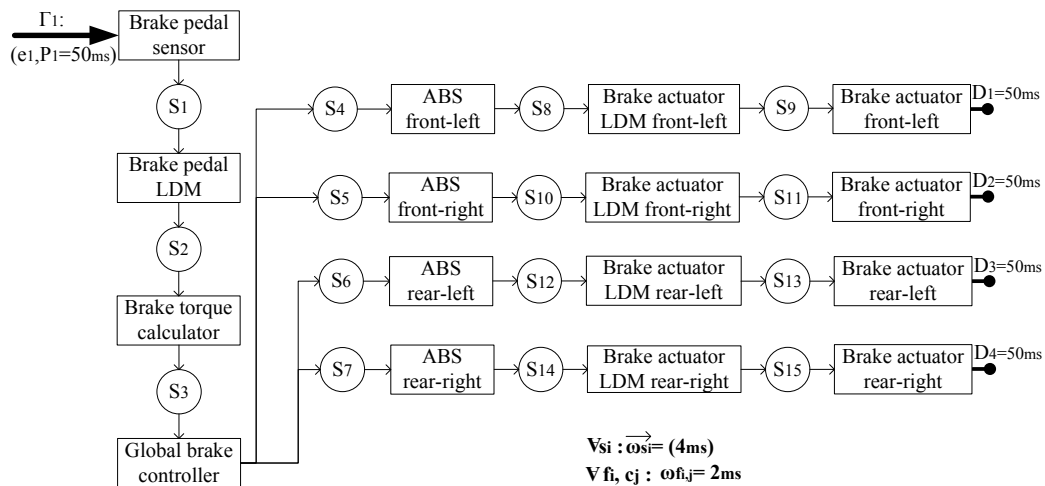 Γ1:
(e1,P1=50ms)
Brake pedal
sensor
S1
Brake pedal
LDM
S2
Brake torque
calculator
S3
Global brake
controller
S4
ABS
front-left
S8
Brake actuator
LDM front-left
S9
Brake actuator
front-left
D1=50ms
S5
ABS
front-right
S10
Brake actuator
LDM front-right
S11
Brake actuator
front-right
D2=50ms
S6
ABS
rear-left
S12
Brake actuator
LDM rear-left
S13
Brake actuator
rear-left
D3=50ms
S7
ABS
rear-right
S14
Brake actuator
LDM rear-right
S15
Brake actuator
rear-right
D4=50ms
∀si : ωsi= (4ms)
∀ fi, cj : ωfi,j= 2ms